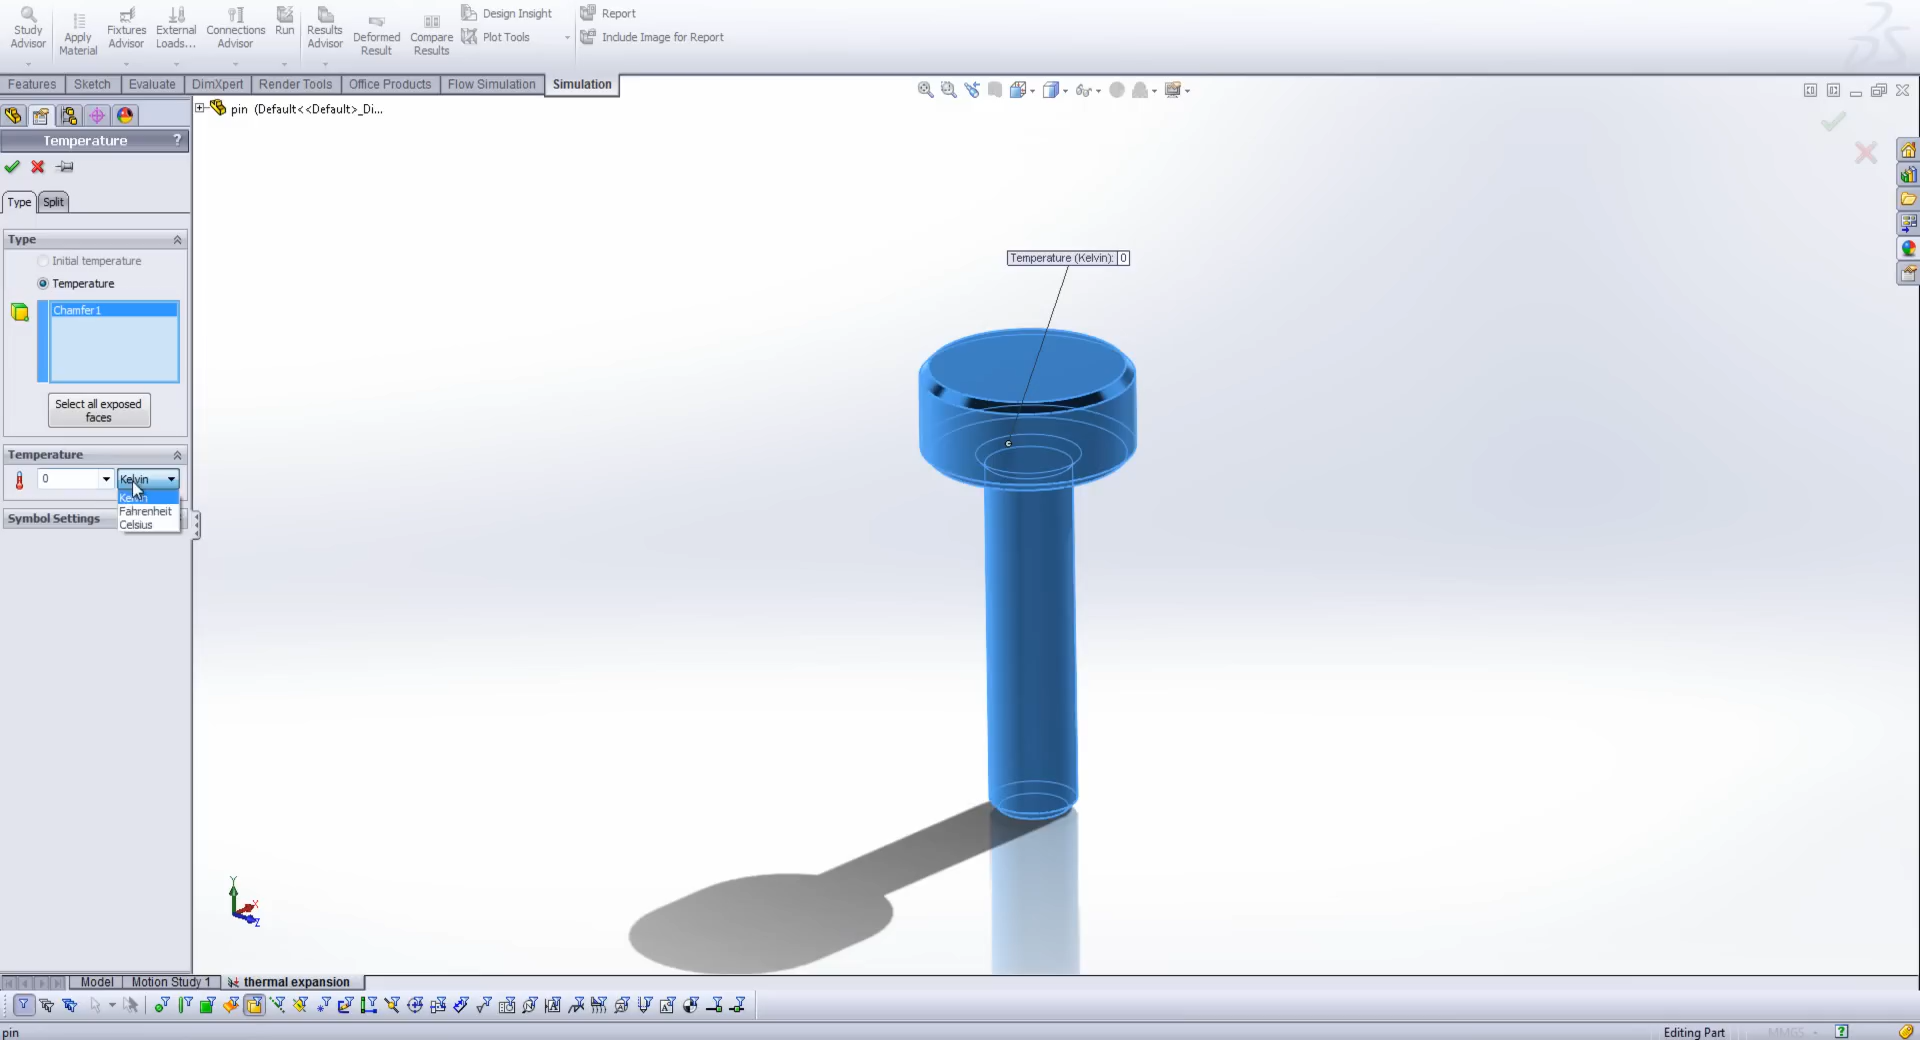 Study
Advisor
Apply
Material
Fixtures
Advisor
External
Loads...
Connections
Advisor
Run
Results
Advisor
Deformed
Result
Compare
Results
Design Insight
Plot Tools
Report
Include Image for Report
Features
Sketch
Evaluate
DimXpert
Render Tools
Office Products
Flow Simulation
Simulation
pin (Default<<Default>_Di...
Temperature
?
Type
Split
Type
Initial temperature
Temperature
Chamfer1
Select all exposed
faces
Temperature
0
Kelvin
Kelvin
Fahrenheit
Celsius
Symbol Settings
Temperature (Kelvin): 0
Y
X
Z
Model
Motion Study 1
thermal expansion
pin
Editing Part
MMGS